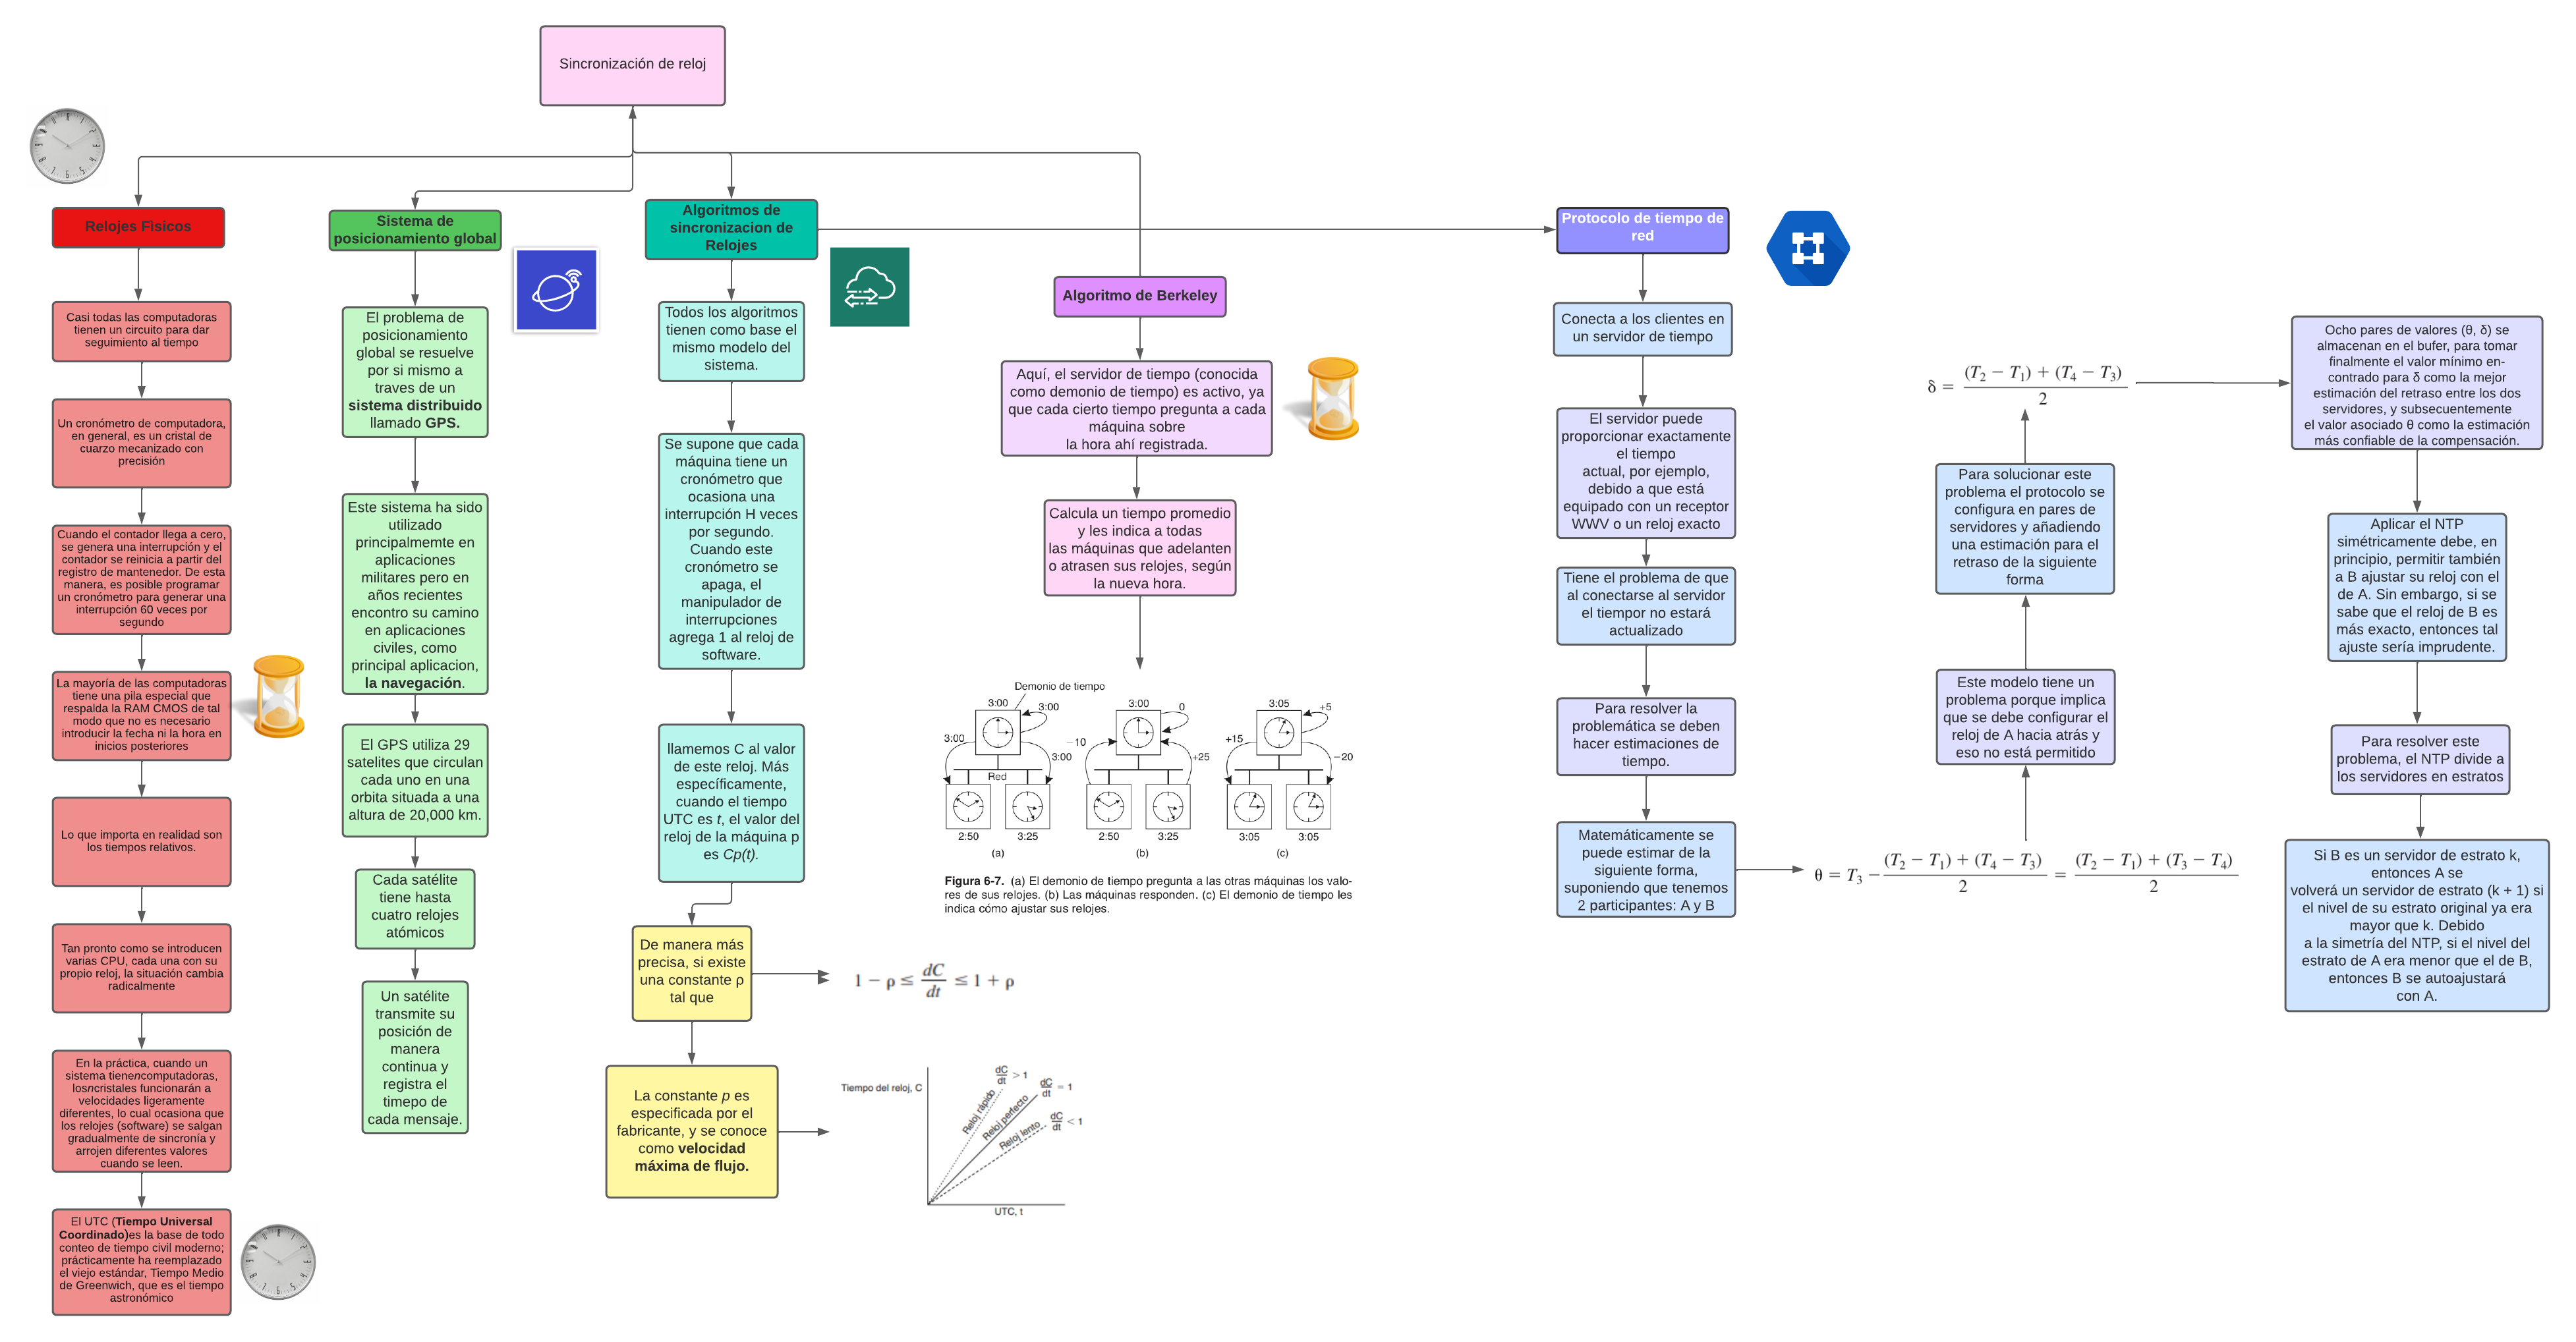 Sincronización de reloj
Relojes Fìsicos
Casi todas las computadoras
tienen un circuito para dar
seguimiento al tiempo
Un cronómetro de computadora,
en general, es un cristal de
cuarzo mecanizado con
precisión
Cuando el contador llega a cero,
se genera una interrupción y el
contador se reinicia a partir del
registro de mantenedor. De esta
manera, es posible programar
un cronómetro para generar una
interrupción 60 veces por
segundo
La mayoría de las computadoras
tiene una pila especial que
respalda la RAM CMOS de tal
modo que no es necesario
introducir la fecha ni la hora en
inicios posteriores
Lo que importa en realidad son
los tiempos relativos.
Tan pronto como se introducen
varias CPU, cada una con su
propio reloj, la situación cambia
radicalmente
En la práctica, cuando un
sistema tienencomputadoras,
losncristales funcionarán a
velocidades ligeramente
diferentes, lo cual ocasiona que
los relojes (software) se salgan
gradualmente de sincronía y
arrojen diferentes valores
cuando se leen.
El UTC (Tiempo Universal
Coordinado)es la base de todo
conteo de tiempo civil moderno;
prácticamente ha reemplazado
el viejo estándar, Tiempo Medio
de Greenwich, que es el tiempo
astronómico
Sistema de
posicionamiento global
El problema de
posicionamiento
global se resuelve
por si mismo a
traves de un
sistema distribuido
llamado GPS.
Este sistema ha sido
utilizado
principalmemte en
aplicaciones
militares pero en
años recientes
encontro su camino
en aplicaciones
civiles, como
principal aplicacion,
la navegación.
El GPS utiliza 29
satelites que circulan
cada uno en una
orbita situada a una
altura de 20,000 km.
Cada satélite
tiene hasta
cuatro relojes
atómicos
Un satélite
transmite su
posición de
manera
continua y
registra el
timepo de
cada mensaje.
Algoritmos de
sincronizacion de
Relojes
Todos los algoritmos
tienen como base el
mismo modelo del
sistema.
Se supone que cada
máquina tiene un
cronómetro que
ocasiona una
interrupción H veces
por segundo.
Cuando este
cronómetro se
apaga, el
manipulador de
interrupciones
agrega 1 al reloj de
software.
llamemos C al valor
de este reloj. Más
específicamente,
cuando el tiempo
UTC es t, el valor del
reloj de la máquina p
es Cp(t).
De manera más
precisa, si existe
una constante ρ
tal que
1 − ρ ≤ dC/dt ≤ 1 + ρ
La constante p es
especificada por el
fabricante, y se conoce
como velocidad
máxima de flujo.
Tiempo del reloj, C
dC/dt > 1
dC/dt = 1
dC/dt < 1
Reloj rápido
Reloj perfecto
Reloj lento
UTC, t
Algoritmo de Berkeley
Aquí, el servidor de tiempo (conocida
como demonio de tiempo) es activo, ya
que cada cierto tiempo pregunta a cada
máquina sobre
la hora ahí registrada.
Calcula un tiempo promedio
y les indica a todas
las máquinas que adelanten
o atrasen sus relojes, según
la nueva hora.
Demonio de tiempo
3:00
3:00
3:00
3:00
Red
2:50
3:25
(a)
3:00
0
−10
+25
2:50
3:25
(b)
3:05
+5
+15
−20
3:05
3:05
(c)
Figura 6-7. (a) El demonio de tiempo pregunta a las otras máquinas los valo-
res de sus relojes. (b) Las máquinas responden. (c) El demonio de tiempo les
indica cómo ajustar sus relojes.
Protocolo de tiempo de
red
Conecta a los clientes en
un servidor de tiempo
El servidor puede
proporcionar exactamente
el tiempo
actual, por ejemplo,
debido a que está
equipado con un receptor
WWV o un reloj exacto
Tiene el problema de que
al conectarse al servidor
el tiempor no estará
actualizado
Para resolver la
problemática se deben
hacer estimaciones de
tiempo.
Matemáticamente se
puede estimar de la
siguiente forma,
suponiendo que tenemos
2 participantes: A y B
θ = T3 − (T2 − T1) + (T4 − T3) / 2 = (T2 − T1) + (T3 − T4) / 2
Este modelo tiene un
problema porque implica
que se debe configurar el
reloj de A hacia atrás y
eso no está permitido
Para solucionar este
problema el protocolo se
configura en pares de
servidores y añadiendo
una estimación para el
retraso de la siguiente
forma
δ = (T2 − T1) + (T4 − T3) / 2
Ocho pares de valores (θ, δ) se
almacenan en el bufer, para tomar
finalmente el valor mínimo en-
contrado para δ como la mejor
estimación del retraso entre los dos
servidores, y subsecuentemente
el valor asociado θ como la estimación
más confiable de la compensación.
Aplicar el NTP
simétricamente debe, en
principio, permitir también
a B ajustar su reloj con el
de A. Sin embargo, si se
sabe que el reloj de B es
más exacto, entonces tal
ajuste sería imprudente.
Para resolver este
problema, el NTP divide a
los servidores en estratos
Si B es un servidor de estrato k,
entonces A se
volverá un servidor de estrato (k + 1) si
el nivel de su estrato original ya era
mayor que k. Debido
a la simetría del NTP, si el nivel del
estrato de A era menor que el de B,
entonces B se autoajustará
con A.